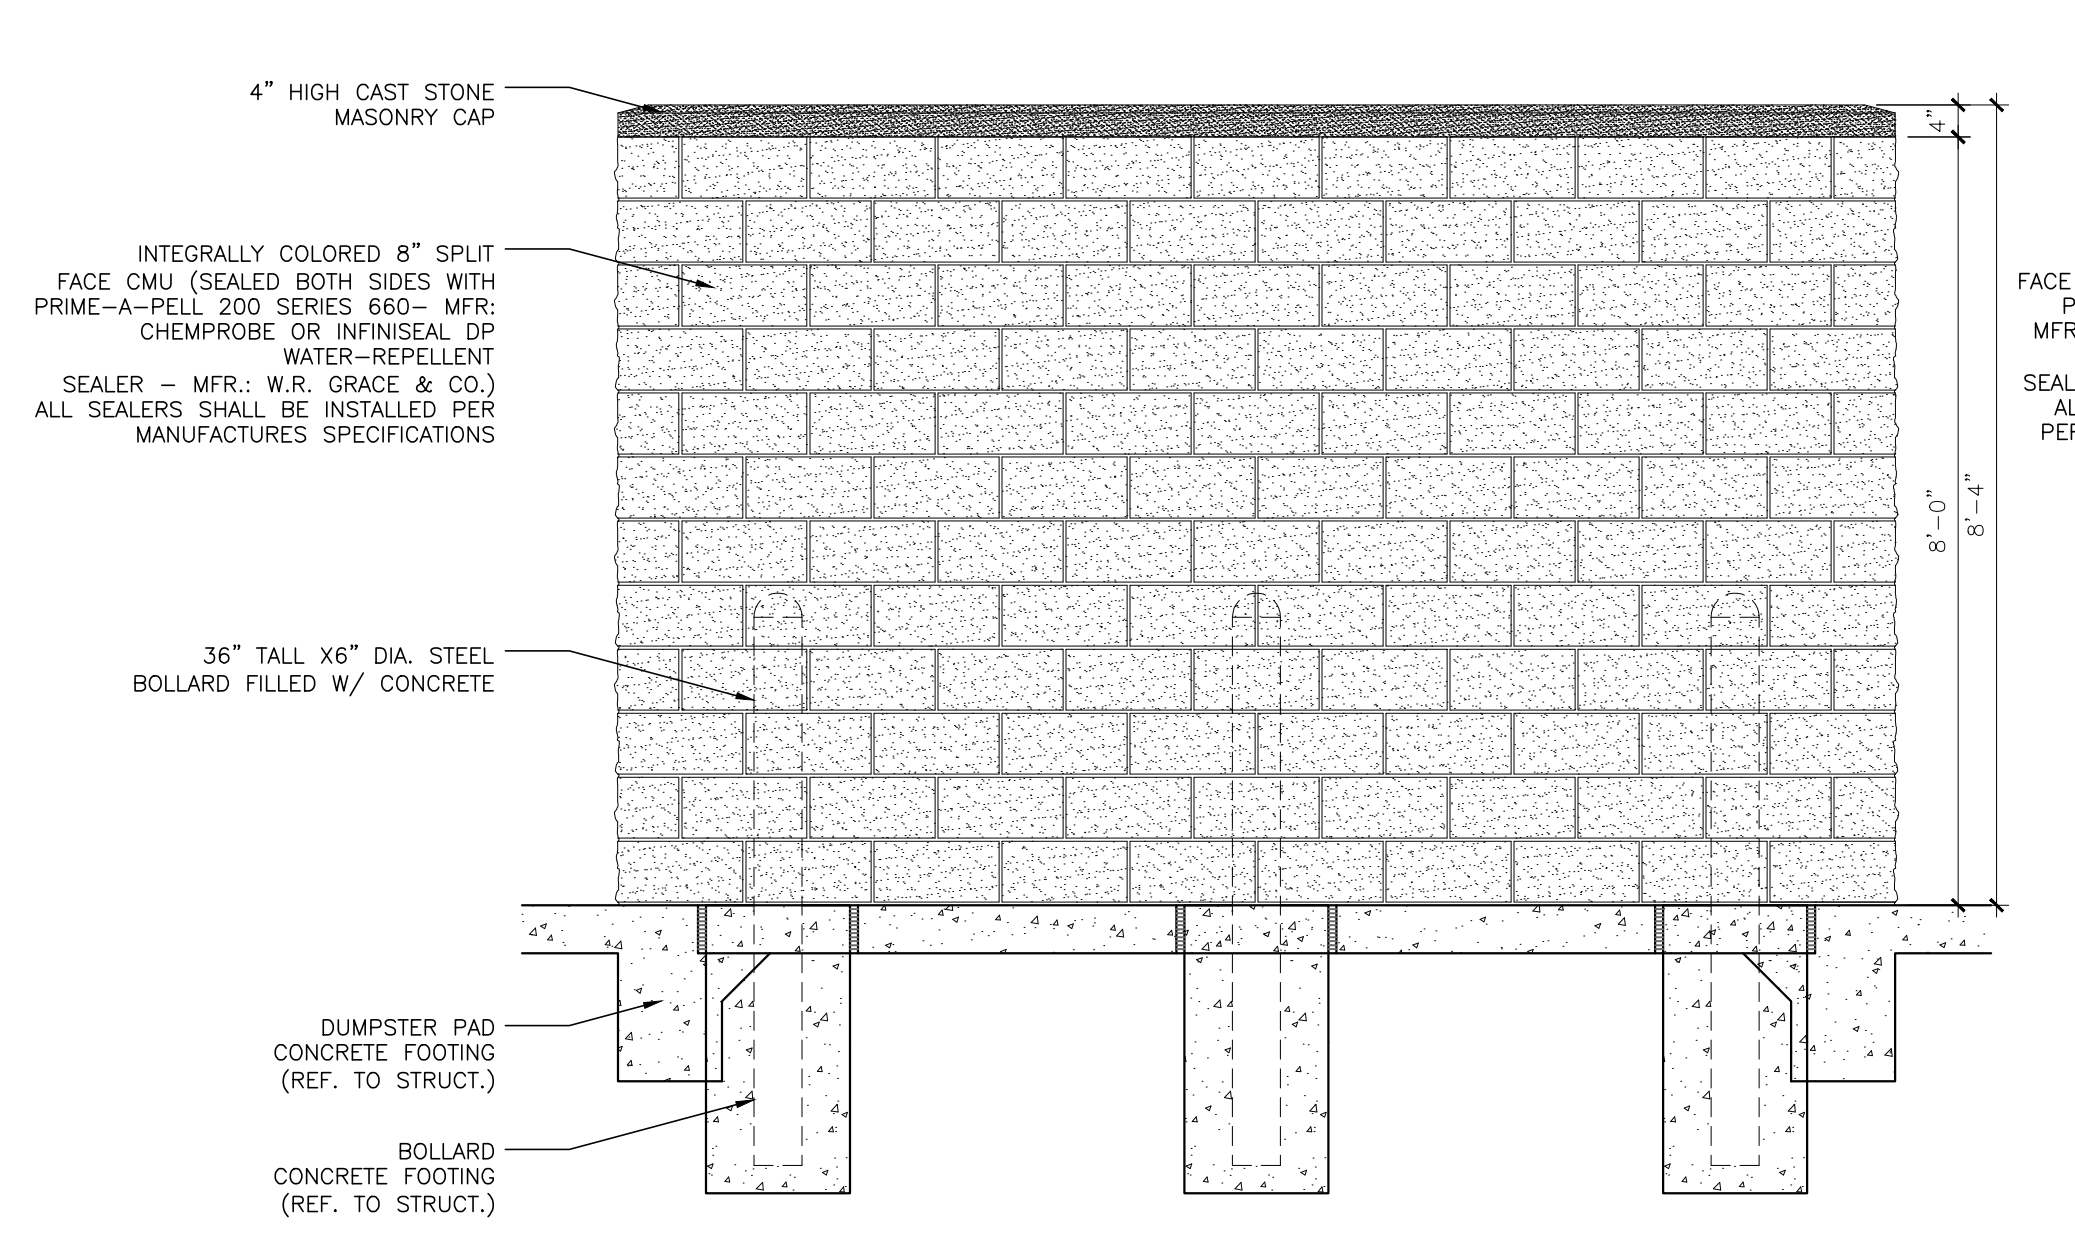 4” HIGH CAST STONE
MASONRY CAP
INTEGRALLY COLORED 8” SPLIT
FACE CMU (SEALED BOTH SIDES WITH
PRIME–A–PELL 200 SERIES 660– MFR:
CHEMPROBE OR INFINISEAL DP
WATER–REPELLENT
SEALER – MFR.: W.R. GRACE & CO.)
ALL SEALERS SHALL BE INSTALLED PER
MANUFACTURES SPECIFICATIONS
36” TALL X6” DIA. STEEL
BOLLARD FILLED W/ CONCRETE
DUMPSTER PAD
CONCRETE FOOTING
(REF. TO STRUCT.)
BOLLARD
CONCRETE FOOTING
(REF. TO STRUCT.)
4”
8’–0”
8’–4”
FACE
P
MFR
SEAL
AL
PER